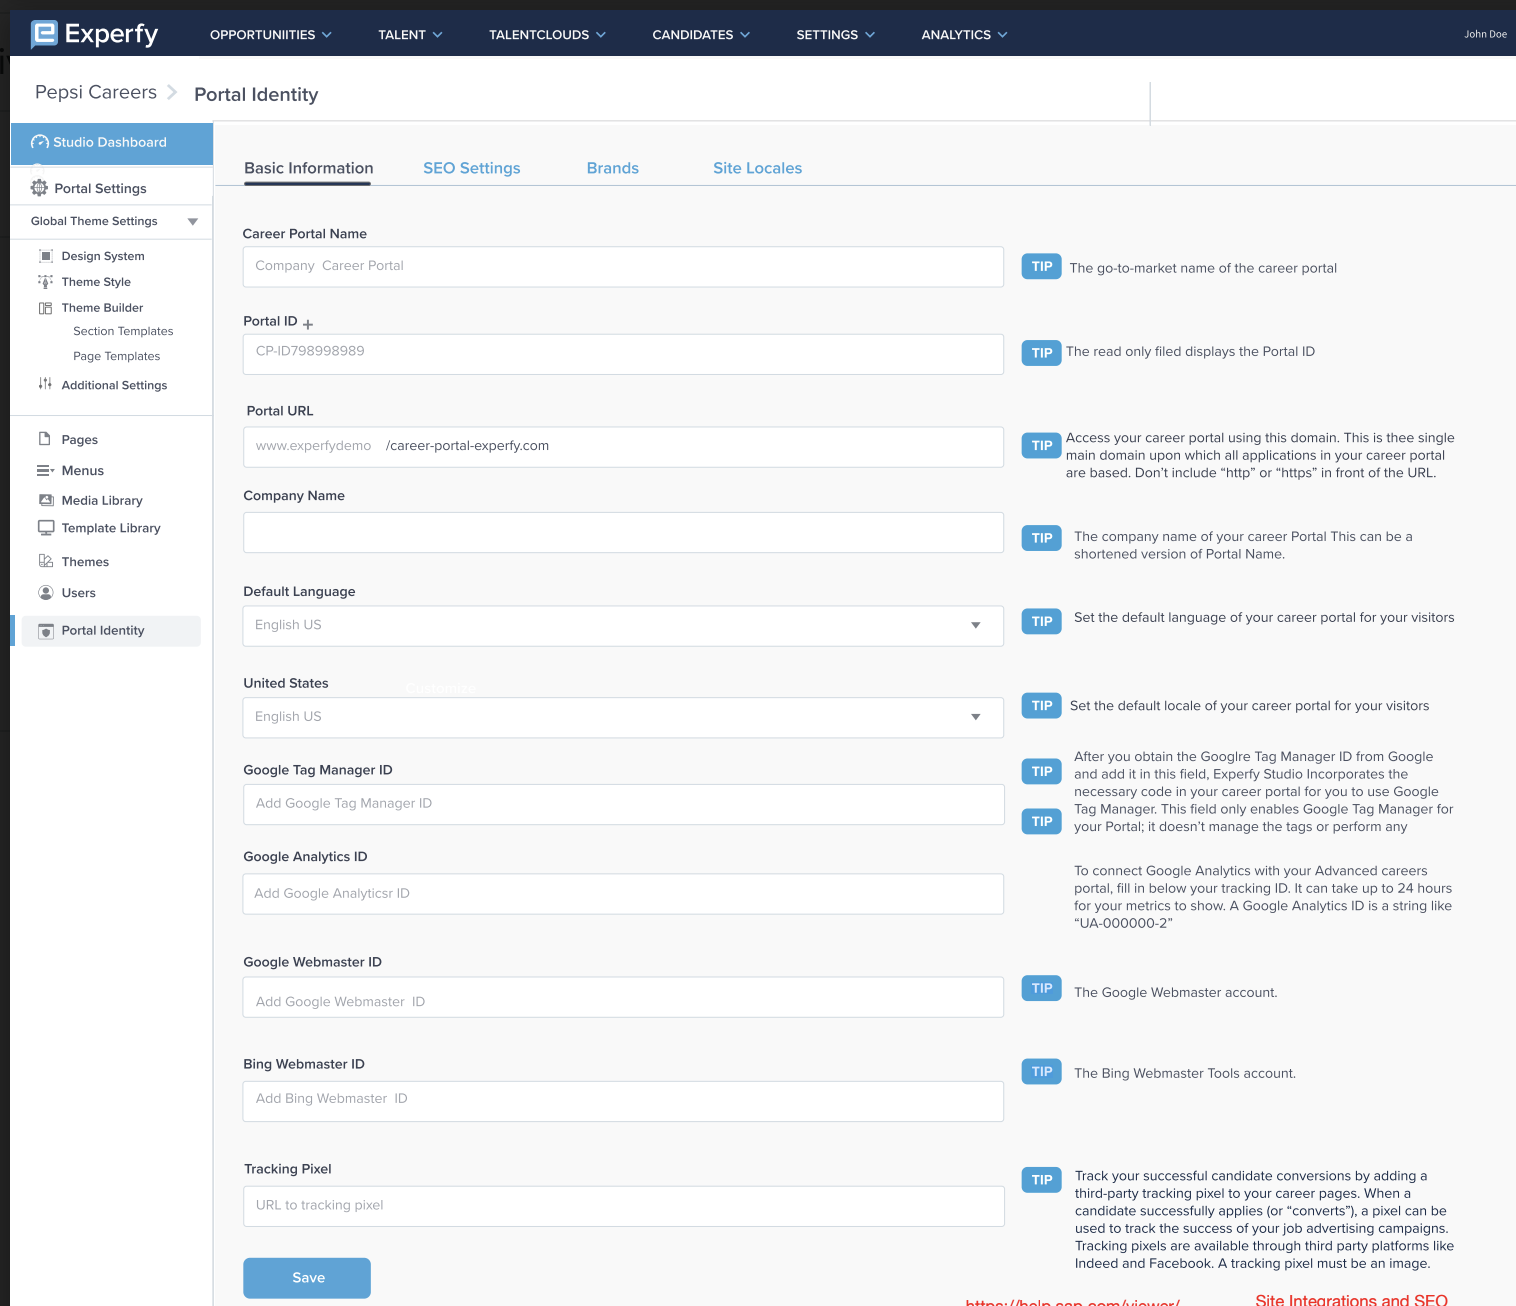 Experfy
OPPORTUNIITIES
TALENT
TALENTCLOUDS
CANDIDATES
SETTINGS
ANALYTICS
John Doe
Pepsi Careers
Portal Identity
Studio Dashboard
Portal Settings
Global Theme Settings
Design System
Theme Style
Theme Builder
Section Templates
Page Templates
Additional Settings
Pages
Menus
Media Library
Template Library
Themes
Users
Portal Identity
Basic Information
SEO Settings
Brands
Site Locales
Career Portal Name
Company Career Portal
TIP
The go-to-market name of the career portal
Portal ID
CP-ID798998989
TIP
The read only filed displays the Portal ID
Portal URL
www.experfydemo /career-portal-experfy.com
TIP
Access your career portal using this domain. This is thee single
main domain upon which all applications in your career portal
are based. Don't include “http” or “https” in front of the URL.
Company Name
TIP
The company name of your career Portal This can be a
shortened version of Portal Name.
Default Language
English US
TIP
Set the default language of your career portal for your visitors
United States
Customize
English US
TIP
Set the default locale of your career portal for your visitors
Google Tag Manager ID
Add Google Tag Manager ID
TIP
TIP
After you obtain the Googlre Tag Manager ID from Google
and add it in this field, Experfy Studio Incorporates the
necessary code in your career portal for you to use Google
Tag Manager. This field only enables Google Tag Manager for
your Portal; it doesn't manage the tags or perform any
Google Analytics ID
Add Google Analyticsr ID
To connect Google Analytics with your Advanced careers
portal, fill in below your tracking ID. It can take up to 24 hours
for your metrics to show. A Google Analytics ID is a string like
“UA-000000-2”
Google Webmaster ID
Add Google Webmaster ID
TIP
The Google Webmaster account.
Bing Webmaster ID
Add Bing Webmaster ID
TIP
The Bing Webmaster Tools account.
Tracking Pixel
URL to tracking pixel
TIP
Track your successful candidate conversions by adding a
third-party tracking pixel to your career pages. When a
candidate successfully applies (or “converts”), a pixel can be
used to track the success of your job advertising campaigns.
Tracking pixels are available through third party platforms like
Indeed and Facebook. A tracking pixel must be an image.
Save
https://help.sap.com/viewer/
Site Integrations and SEO